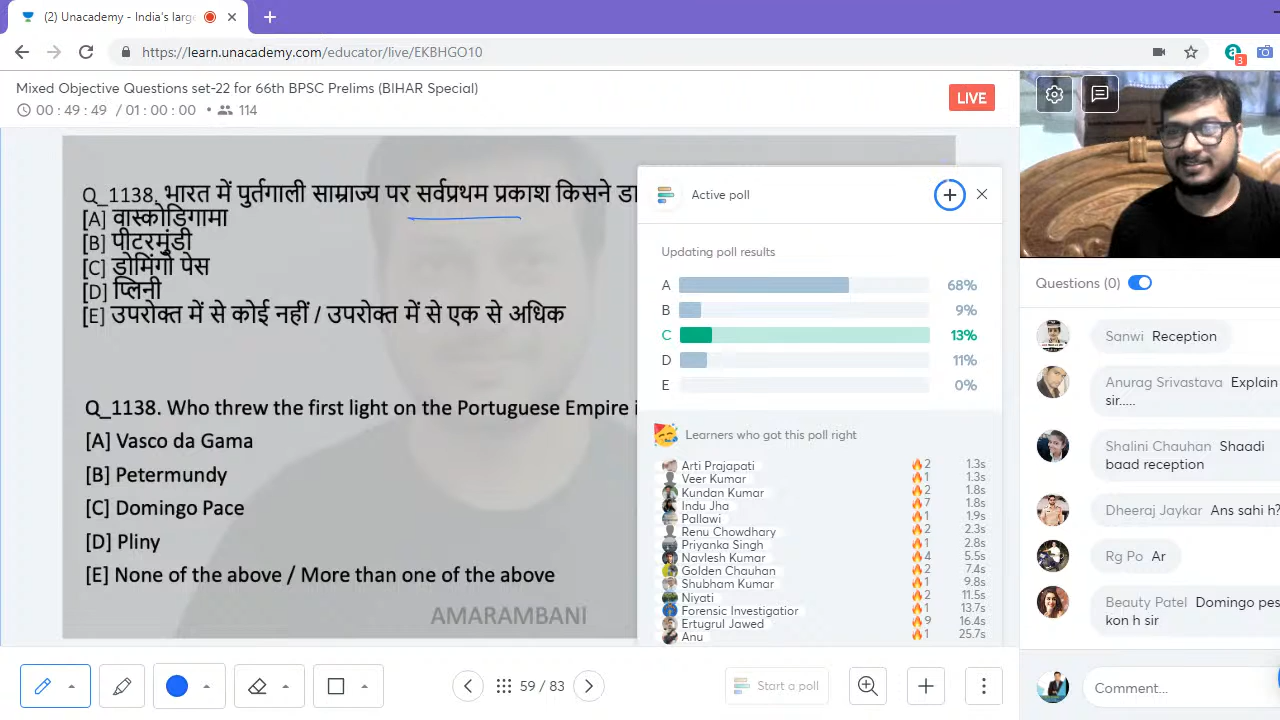 (2) Unacademy - India's larg
https://learn.unacademy.com/educator/live/EKBHGO10
3
Mixed Objective Questions set-22 for 66th BPSC Prelims (BIHAR Special)
00 : 49 : 49 / 01 : 00 : 00 • 114
LIVE
Q_1138. भारत में पुर्तगाली साम्राज्य पर सर्वप्रथम प्रकाश किसने डा
[A] वास्कोडिगामा
[B] पीटरमुंडी
[C] डोमिंगो पेस
[D] प्लिनी
[E] उपरोक्त में से कोई नहीं / उपरोक्त में से एक से अधिक
Q_1138. Who threw the first light on the Portuguese Empire i
[A] Vasco da Gama
[B] Petermundy
[C] Domingo Pace
[D] Pliny
[E] None of the above / More than one of the above
AMARAMBANI
Active poll
Updating poll results
A 68%
B 9%
C 13%
D 11%
E 0%
Learners who got this poll right
Arti Prajapati 2 1.3s
Veer Kumar 1 1.3s
Kundan Kumar 2 1.8s
Indu Jha 7 1.8s
Pallawi 1 1.9s
Renu Chowdhary 2 2.3s
Priyanka Singh 1 2.8s
Navlesh Kumar 4 5.5s
Golden Chauhan 2 7.4s
Shubham Kumar 1 9.8s
Niyati 2 11.5s
Forensic Investigatior 1 13.7s
Ertugrul Jawed 9 16.4s
Anu 1 25.7s
Questions (0)
Sanwi Reception
Anurag Srivastava Explain
sir.....
Shalini Chauhan Shaadi
baad reception
Dheeraj Jaykar Ans sahi h?
Rg Po Ar
Beauty Patel Domingo pes
kon h sir
59 / 83
Start a poll
Comment...